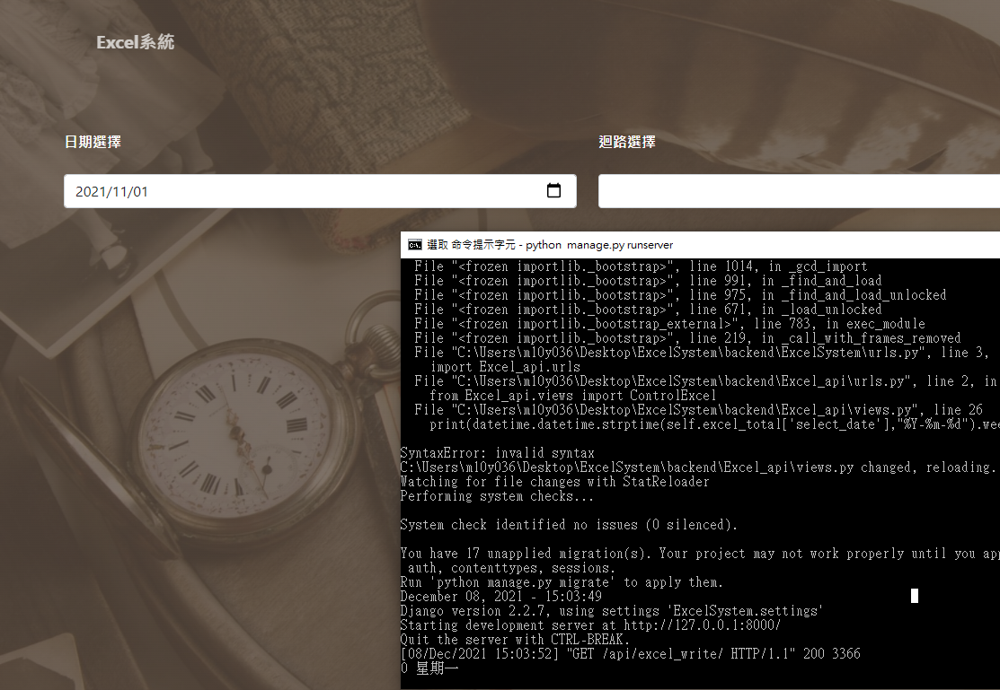 Excel系統
日期選擇
迴路選擇
2021/11/01
選取 命令提示字元 - python manage.py runserver
File "<frozen importlib._bootstrap>", line 1014, in _gcd_import
File "<frozen importlib._bootstrap>", line 991, in _find_and_load
File "<frozen importlib._bootstrap>", line 975, in _find_and_load_unlocked
File "<frozen importlib._bootstrap>", line 671, in _load_unlocked
File "<frozen importlib._bootstrap_external>", line 783, in exec_module
File "<frozen importlib._bootstrap>", line 219, in _call_with_frames_removed
File "C:\Users\m10y036\Desktop\ExcelSystem\backend\ExcelSystem\urls.py", line 3,
import Excel_api.urls
File "C:\Users\m10y036\Desktop\ExcelSystem\backend\Excel_api\urls.py", line 2, in
from Excel_api.views import ControlExcel
File "C:\Users\m10y036\Desktop\ExcelSystem\backend\Excel_api\views.py", line 26
print(datetime.datetime.strptime(self.excel_total['select_date'],"%Y-%m-%d").wee
SyntaxError: invalid syntax
C:\Users\m10y036\Desktop\ExcelSystem\backend\Excel_api\views.py changed, reloading.
Watching for file changes with StatReloader
Performing system checks...
System check identified no issues (0 silenced).
You have 17 unapplied migration(s). Your project may not work properly until you app
auth, contenttypes, sessions.
Run 'python manage.py migrate' to apply them.
December 08, 2021 - 15:03:49
Django version 2.2.7, using settings 'ExcelSystem.settings'
Starting development server at http://127.0.0.1:8000/
Quit the server with CTRL-BREAK.
[08/Dec/2021 15:03:52] "GET /api/excel_write/ HTTP/1.1" 200 3366
0 星期一